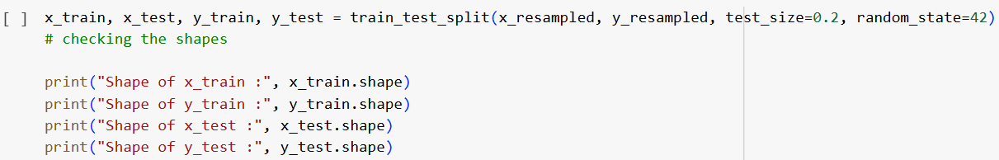 [ ] x_train, x_test, y_train, y_test = train_test_split(x_resampled, y_resampled, test_size=0.2, random_state=42)
# checking the shapes
print("Shape of x_train :", x_train.shape)
print("Shape of y_train :", y_train.shape)
print("Shape of x_test :", x_test.shape)
print("Shape of y_test :", y_test.shape)